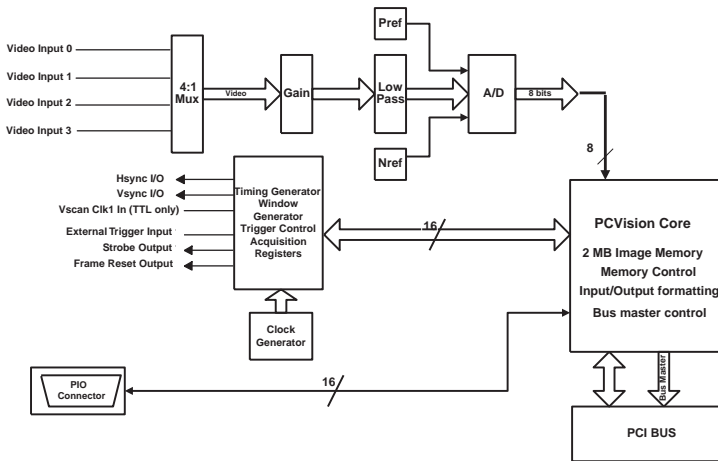 Video Input 0
Video Input 1
Video Input 2
Video Input 3
4:1
Mux
Video
Gain
Low
Pass
Pref
Nref
A/D
8 bits
8
Hsync I/O
Vsync I/O
Vscan Clk1 In (TTL only)
External Trigger Input
Strobe Output
Frame Reset Output
Timing Generator
Window
Generator
Trigger Control
Acquisition
Registers
16
PCVision Core
2 MB Image Memory
Memory Control
Input/Output formatting
Bus master control
Clock
Generator
PIO
Connector
16
Bus Master
PCI BUS